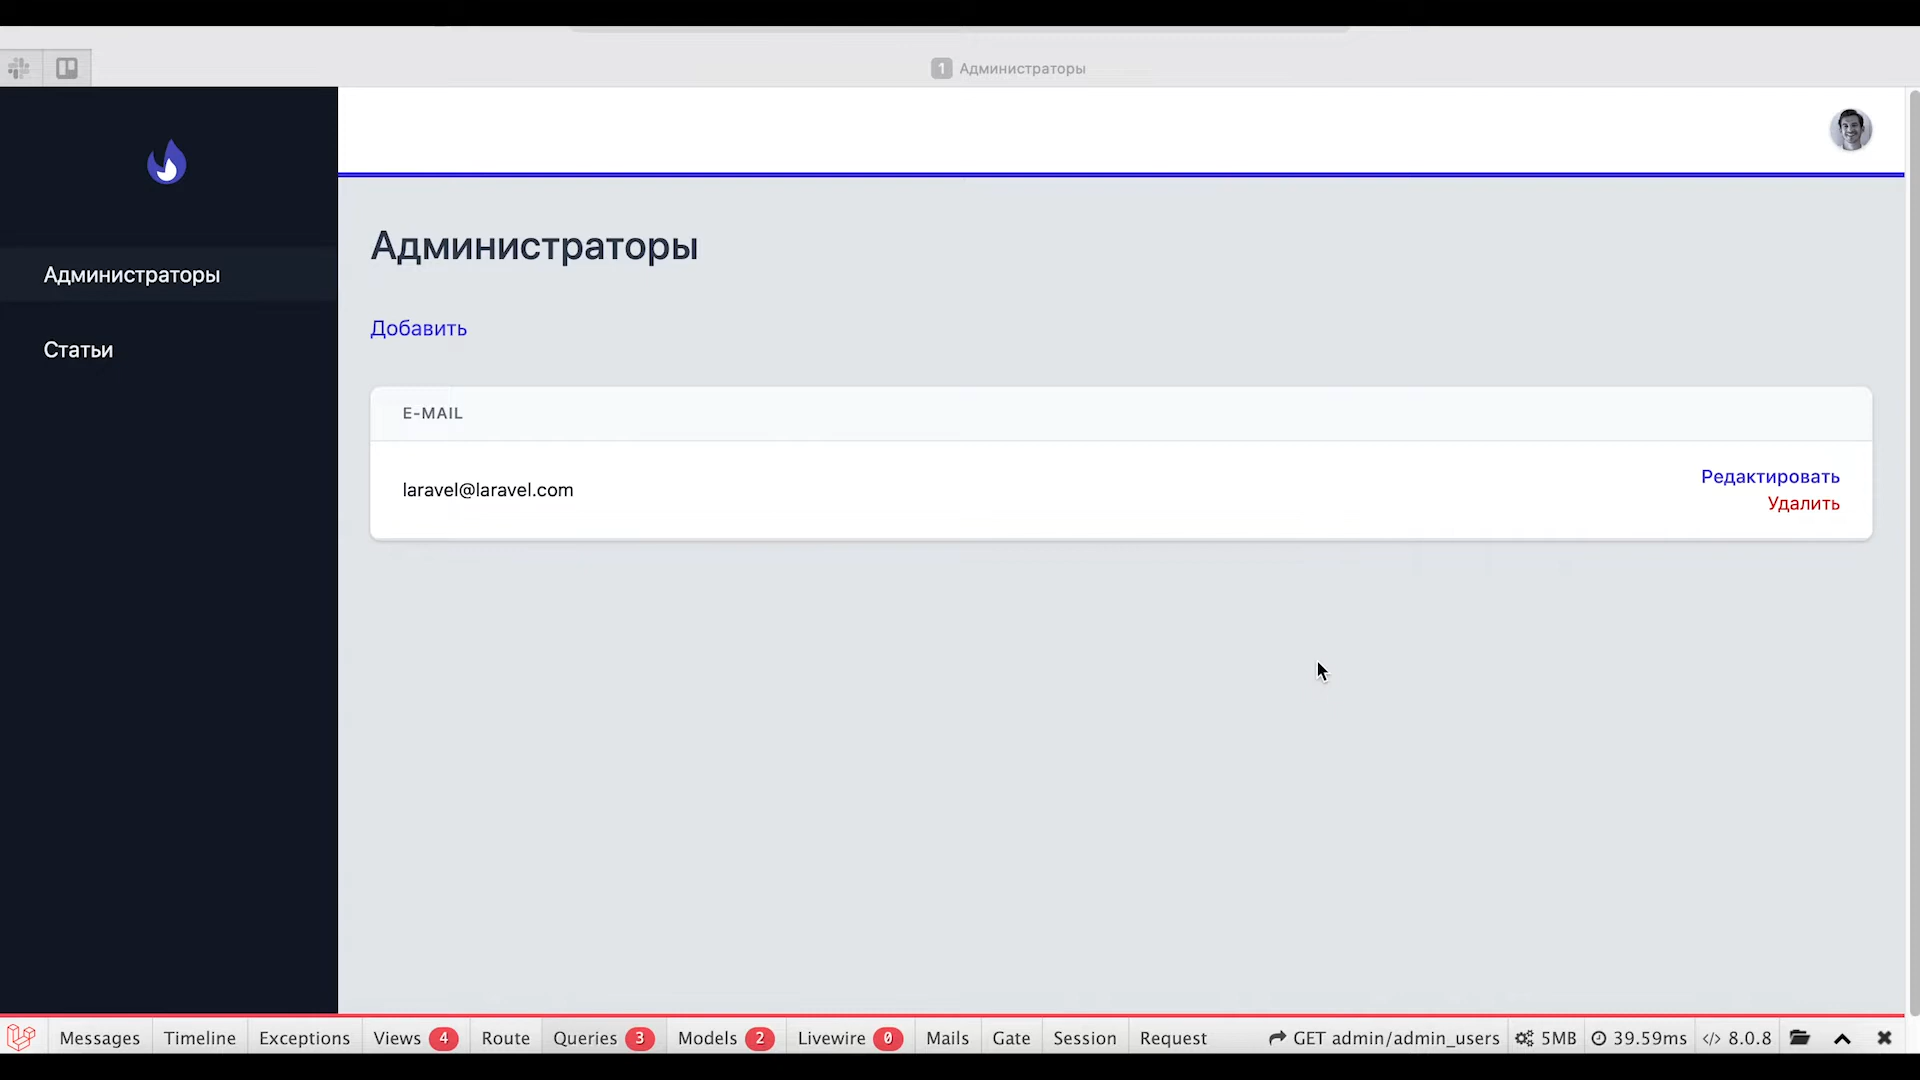 1 Администраторы
Администраторы
Статьи
Администраторы
Добавить
E-MAIL
laravel@laravel.com
Редактировать
Удалить
Messages Timeline Exceptions Views 4 Route Queries 3 Models 2 Livewire 0 Mails Gate Session Request GET admin/admin_users 5MB 39.59ms </> 8.0.8